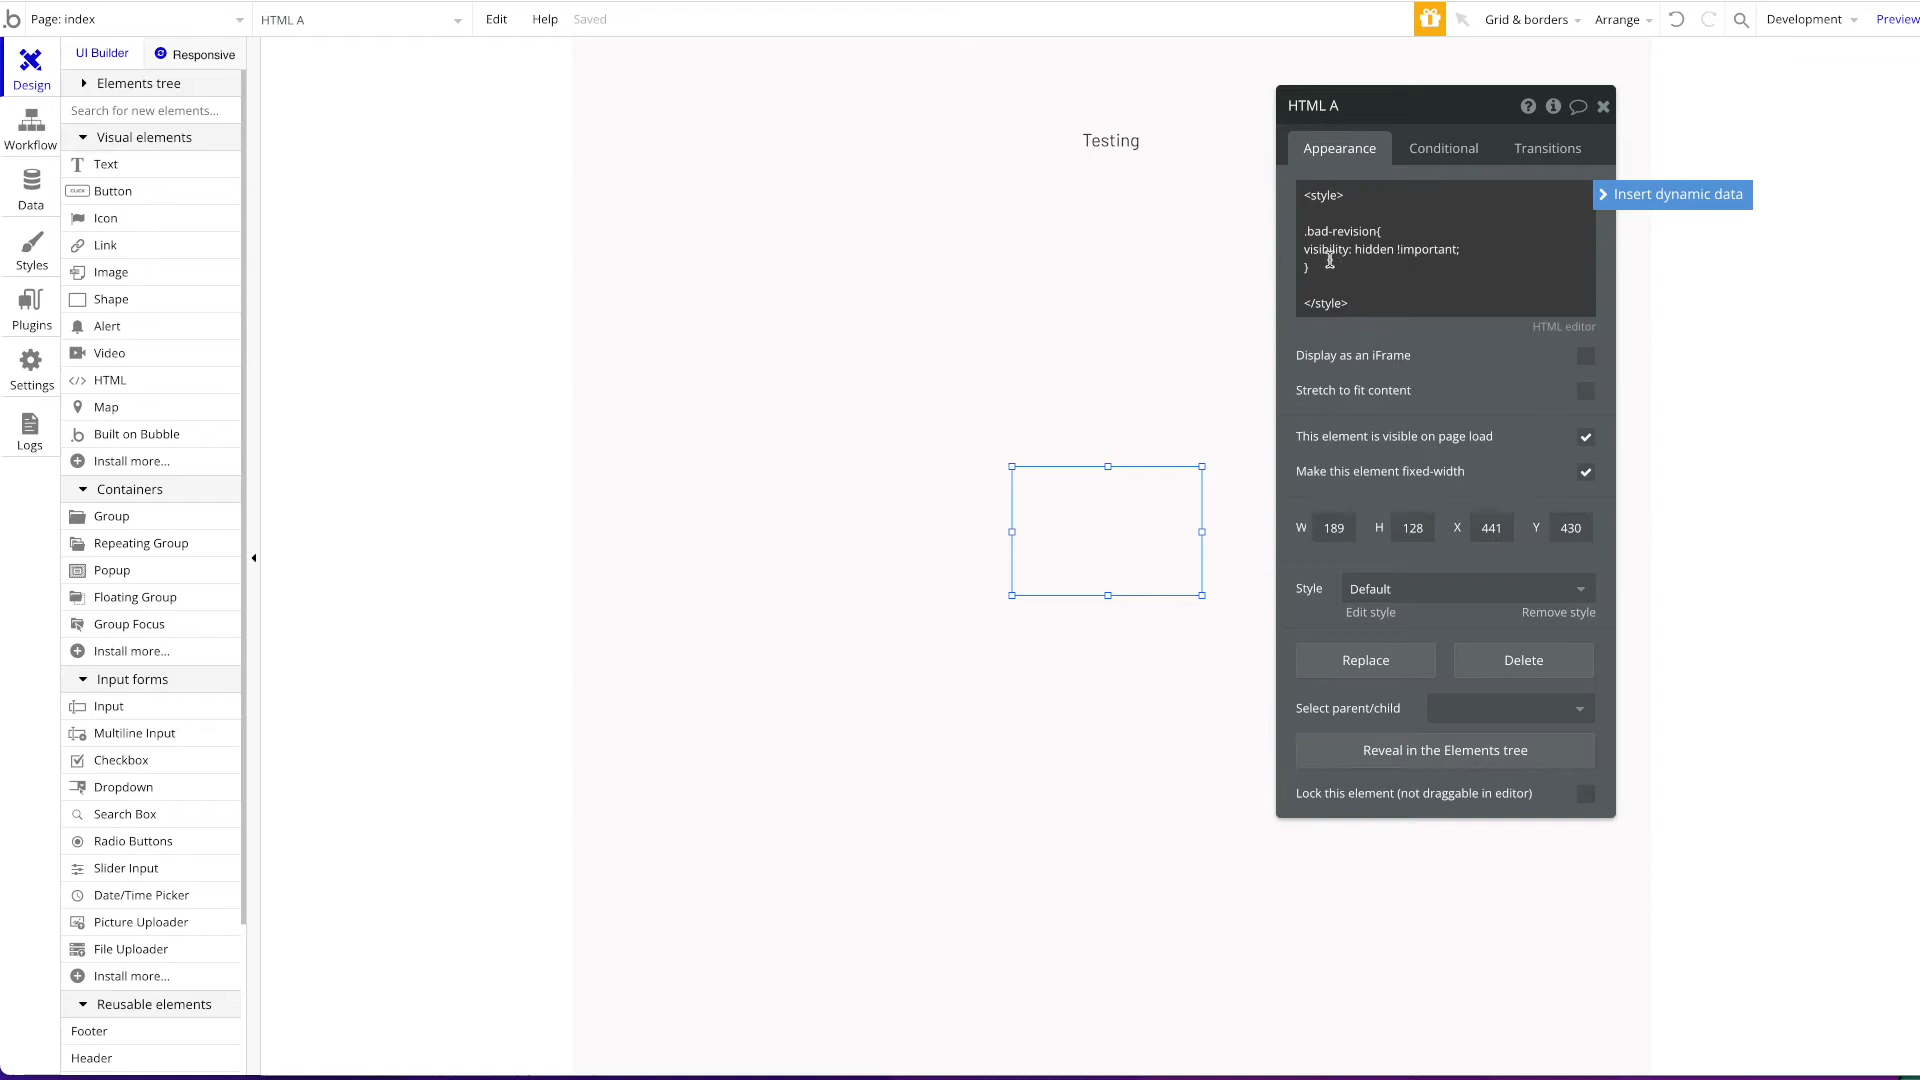 Page: index
HTML A
Edit
Help
Saved
Grid & borders
Arrange
Development
Preview
Design
Workflow
Data
Styles
Plugins
Settings
Logs
UI Builder
Responsive
Elements tree
Search for new elements...
Visual elements
Text
CLICK
Button
Icon
Link
Image
Shape
Alert
Video
</> HTML
Map
Built on Bubble
Install more...
Containers
Group
Repeating Group
Popup
Floating Group
Group Focus
Install more...
Input forms
Input
Multiline Input
Checkbox
Dropdown
Search Box
Radio Buttons
Slider Input
Date/Time Picker
Picture Uploader
File Uploader
Install more...
Reusable elements
Footer
Header
Testing
HTML A
Appearance
Conditional
Transitions
<style>
.bad-revision{
visibility: hidden !important;
}
</style>
Insert dynamic data
HTML editor
Display as an iFrame
Stretch to fit content
This element is visible on page load
Make this element fixed-width
W 189 H 128 X 441 Y 430
Style Default
Edit style
Remove style
Replace
Delete
Select parent/child
Reveal in the Elements tree
Lock this element (not draggable in editor)